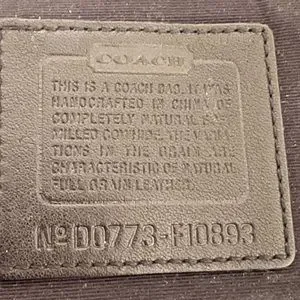 COACH
THIS IS A COACH BAG. IT WAS
HANDCRAFTED IN CHINA OF
COMPLETELY NATURAL SOFT
MILLED COWHIDE THE VARIA-
TIONS IN THE GRAIN ARE
CHARACTERISTIC OF NATURAL
FULL GRAIN LEATHER.
Nº D0773-F10893